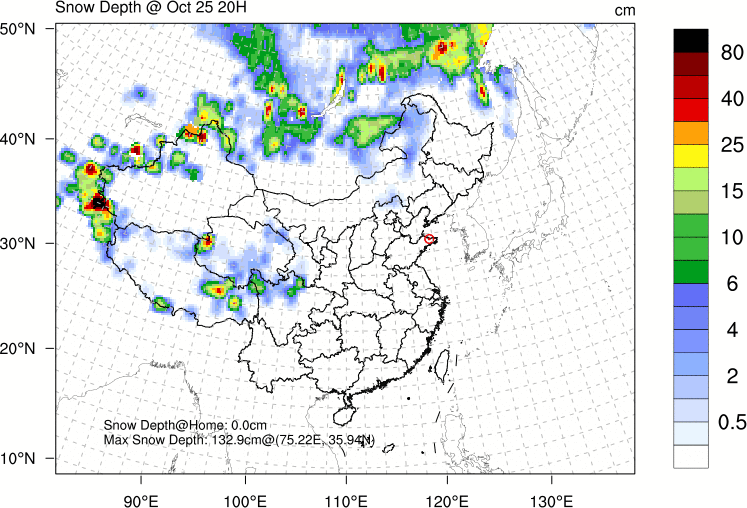 Snow Depth @ Oct 25 20H
cm
50°N
40°N
30°N
20°N
10°N
90°E
100°E
110°E
120°E
130°E
80
40
25
15
10
6
4
2
0.5
Snow Depth@Home: 0.0cm
Max Snow Depth: 132.9cm@(75.22E, 35.94N)